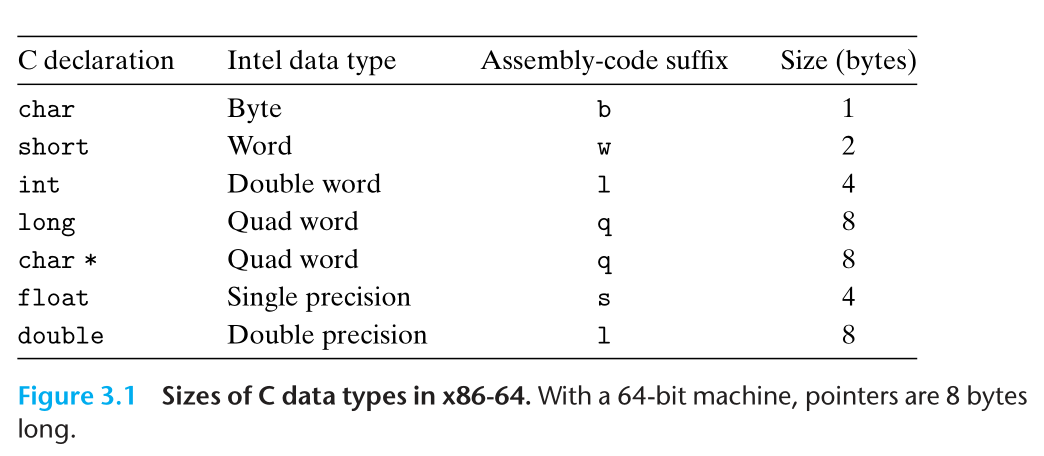 C declaration Intel data type Assembly-code suffix Size (bytes)
char Byte b 1
short Word w 2
int Double word l 4
long Quad word q 8
char * Quad word q 8
float Single precision s 4
double Double precision l 8
Figure 3.1 Sizes of C data types in x86-64. With a 64-bit machine, pointers are 8 bytes
long.